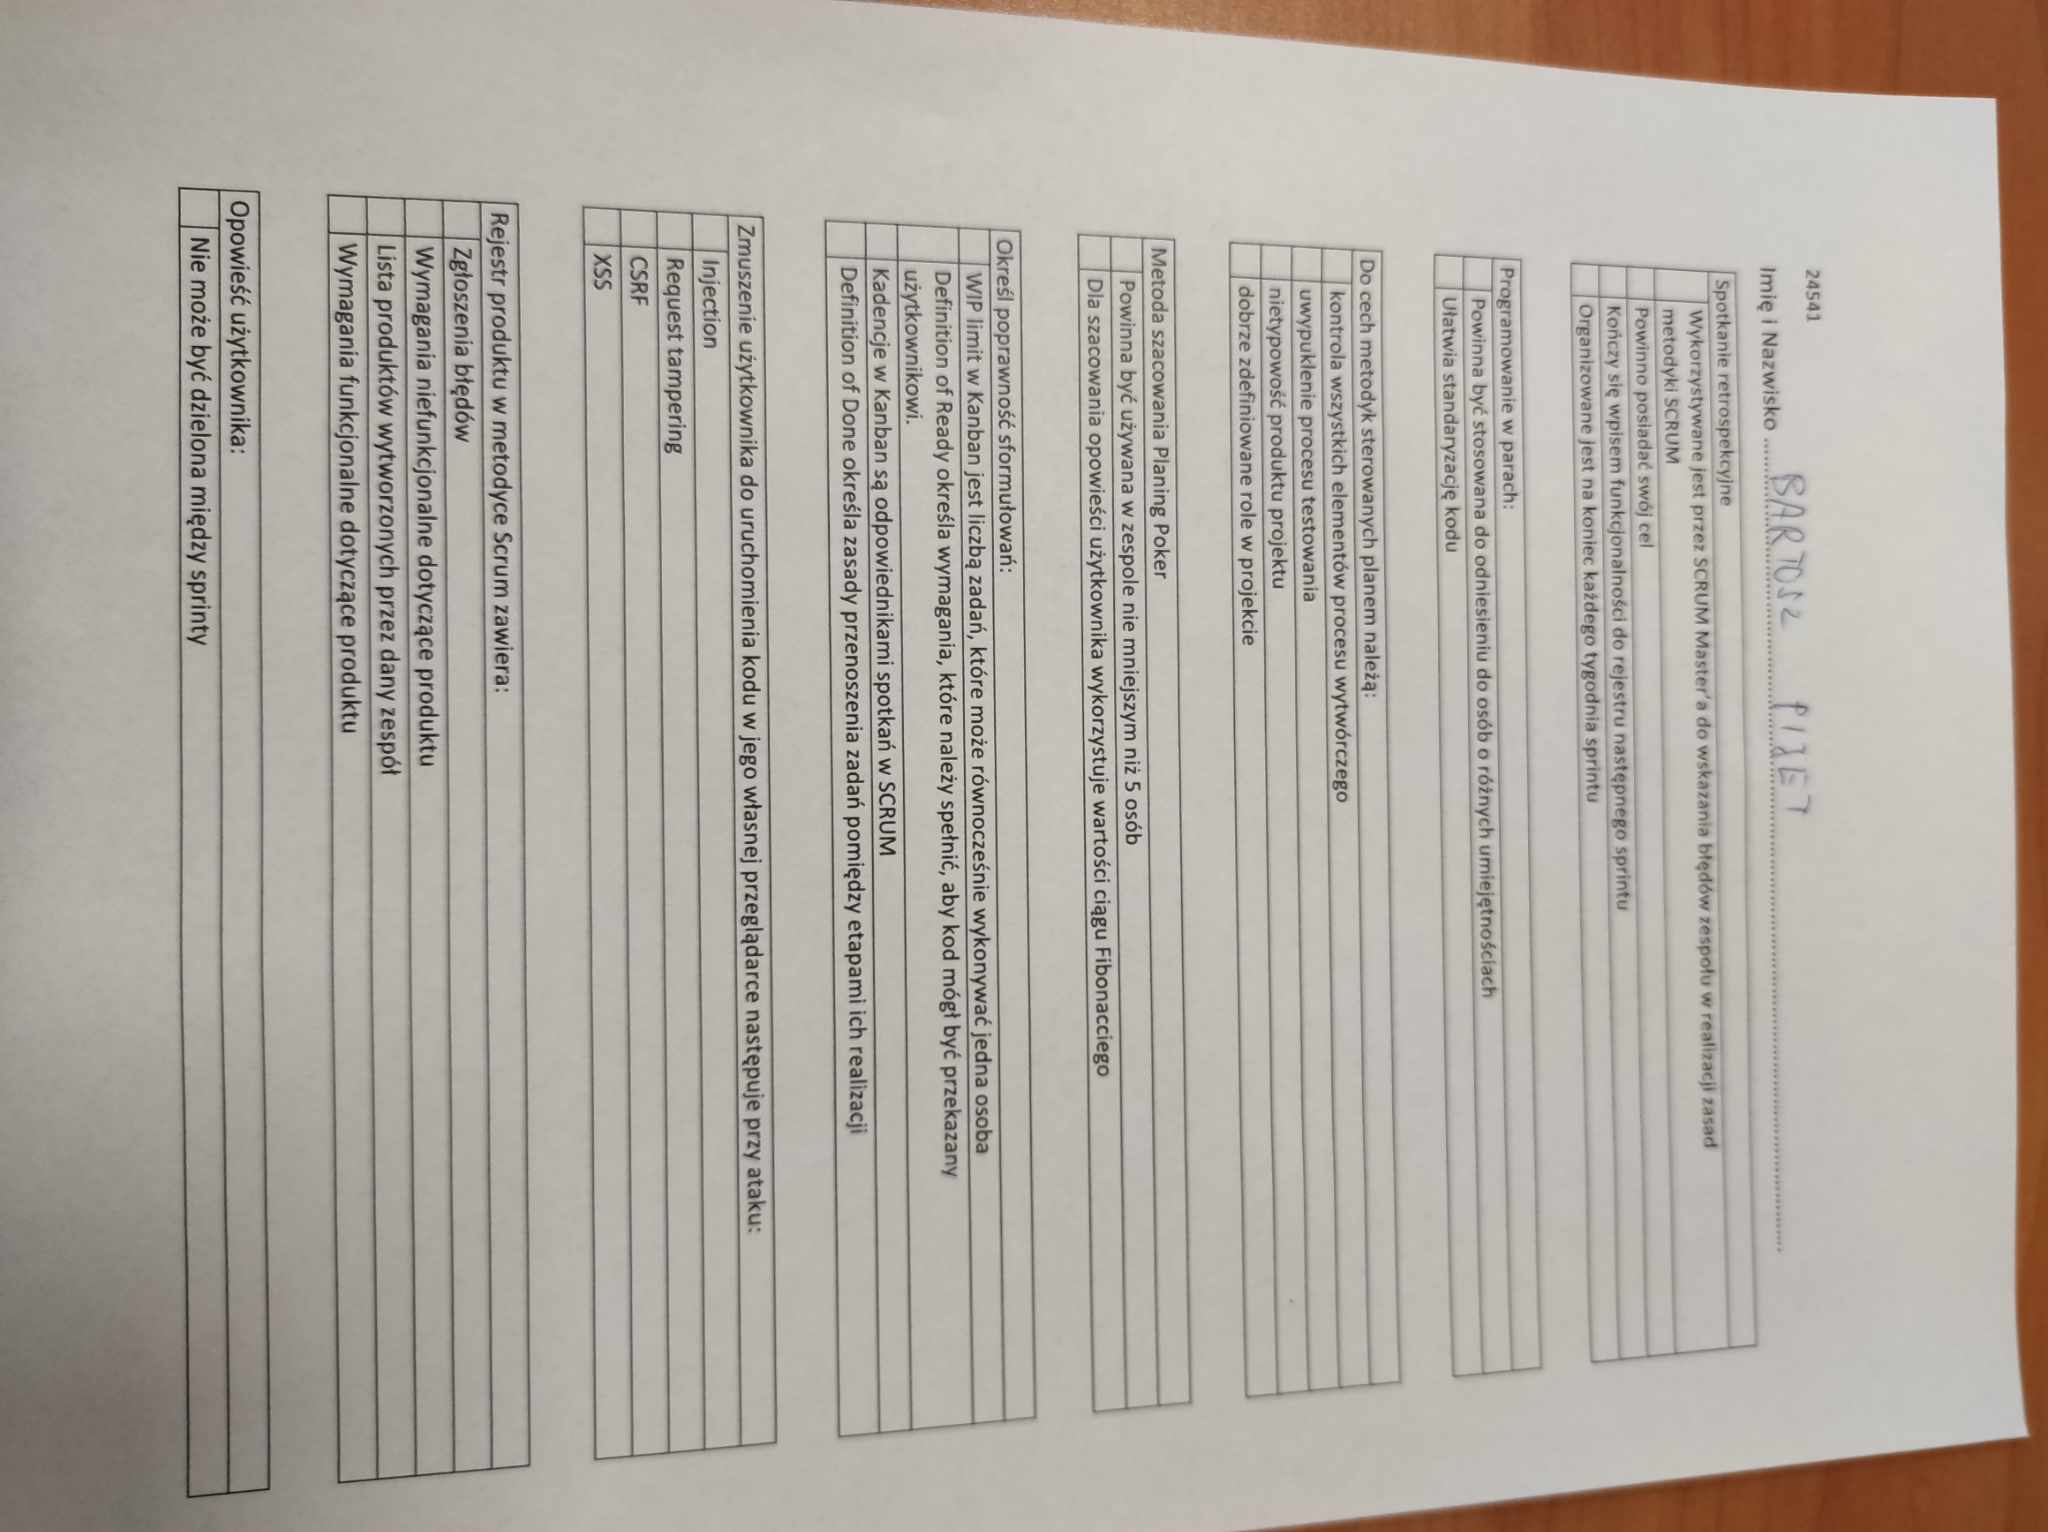 24541
Imię i Nazwisko BARTOSZ
Spotkanie retrospekcyjne
Wykorzystywane jest przez SCRUM Master'a do wskazania błędów zespołu w realizacji zasad
metodyki SCRUM
Powinno posiadać swój cel
Kończy się wpisem funkcjonalności do rejestru następnego sprintu
Organizowane jest na koniec każdego tygodnia sprintu
Programowanie w parach:
Powinna być stosowana do odniesieniu do osób o różnych umiejętnościach
Ułatwia standaryzację kodu
Do cech metodyk sterowanych planem należą:
kontrola wszystkich elementów procesu wytwórczego
uwypuklenie procesu testowania
nietypowość produktu projektu
dobrze zdefiniowane role w projekcie
Metoda szacowania Planing Poker
Powinna być używana w zespole nie mniejszym niż 5 osób
Dla szacowania opowieści użytkownika wykorzystuje wartości ciągu Fibonacciego
Określ poprawność sformułowań:
WIP limit w Kanban jest liczbą zadań, które może równocześnie wykonywać jedna osoba
Definition of Ready określa wymagania, które należy spełnić, aby kod mógł być przekazany
użytkownikowi.
Kadencje w Kanban są odpowiednikami spotkań w SCRUM
Definition of Done określa zasady przenoszenia zadań pomiędzy etapami ich realizacji
Zmuszenie użytkownika do uruchomienia kodu w jego własnej przeglądarce następuje przy ataku:
Injection
Request tampering
CSRF
XSS
Rejestr produktu w metodyce Scrum zawiera:
Zgłoszenia błędów
Wymagania niefunkcjonalne dotyczące produktu
Lista produktów wytworzonych przez dany zespół
Wymagania funkcjonalne dotyczące produktu
Opowieść użytkownika:
Nie może być dzielona między sprinty